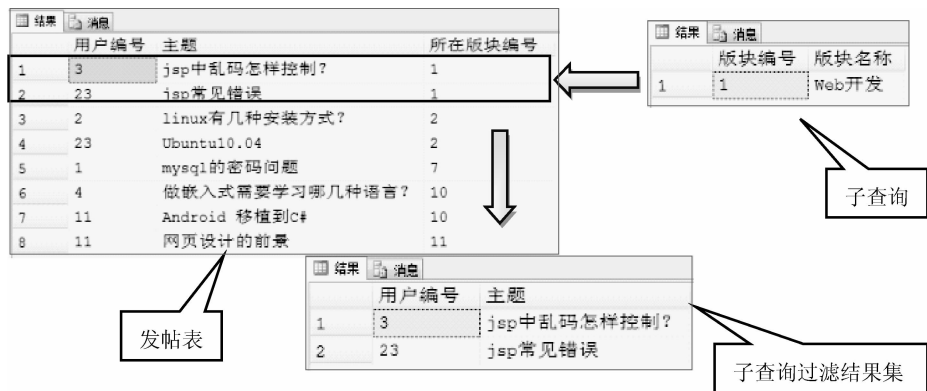 结果 消息
用户编号 主题 所在版块编号
1 3 jsp中乱码怎样控制? 1
2 23 jsp常见错误 1
3 2 linux有几种安装方式? 2
4 23 Ubuntu10.04 2
5 1 mysql的密码问题 7
6 4 做嵌入式需要学习哪几种语言? 10
7 11 Android 移植到C# 10
8 11 网页设计的前景 11
结果 消息
版块编号 版块名称
1 1 Web开发
子查询
发帖表
结果 消息
用户编号 主题
1 3 jsp中乱码怎样控制?
2 23 jsp常见错误
子查询过滤结果集